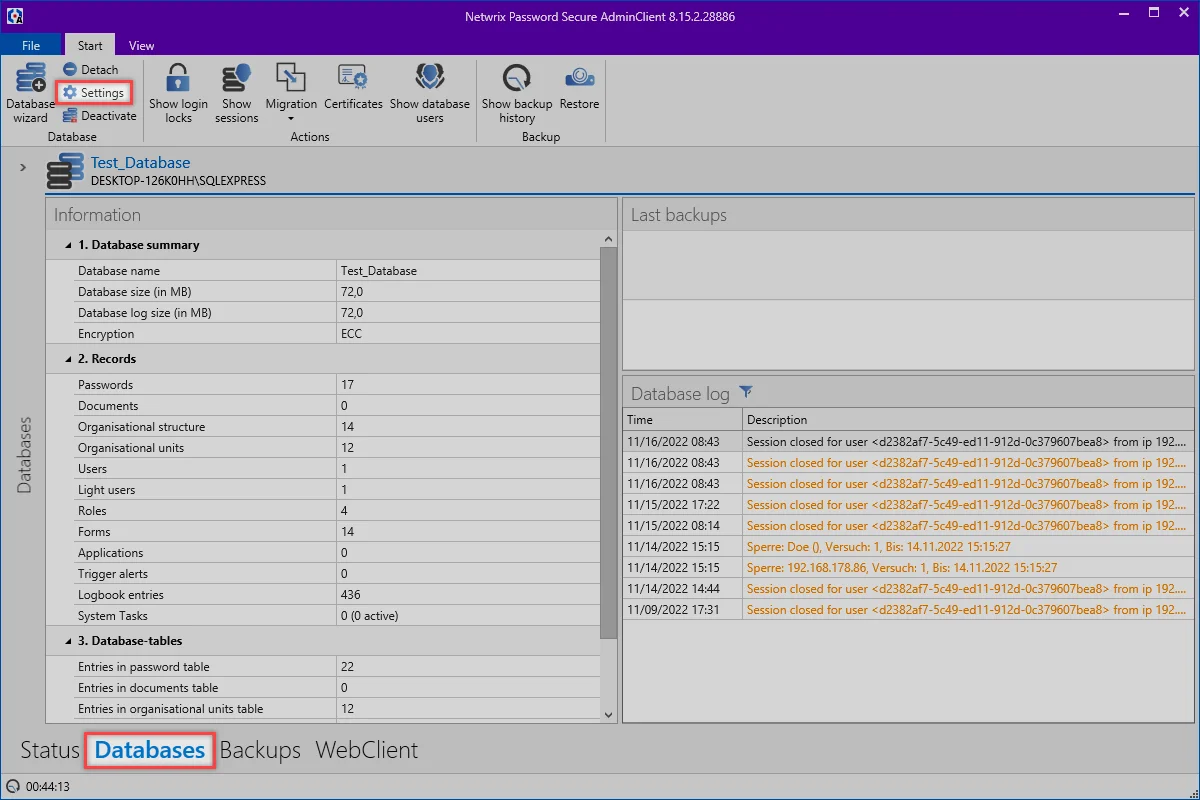 Netwrix Password Secure AdminClient 8.15.2.28886
File Start View
Database wizard
Detach
Settings
Deactivate
Show login locks
Show sessions
Migration
Certificates
Show database users
Show backup history
Restore
Database
Actions
Backup
Test_Database
DESKTOP-126K0HH\SQLEXPRESS
Databases
Information
1. Database summary
Database name Test_Database
Database size (in MB) 72,0
Database log size (in MB) 72,0
Encryption ECC
2. Records
Passwords 17
Documents 0
Organisational structure 14
Organisational units 12
Users 1
Light users 1
Roles 4
Forms 14
Applications 0
Trigger alerts 0
Logbook entries 436
System Tasks 0 (0 active)
3. Database-tables
Entries in password table 22
Entries in documents table 0
Entries in organisational units table 12
Last backups
Database log
Time Description
11/16/2022 08:43 Session closed for user <d2382af7-5c49-ed11-912d-0c379607bea8> from ip 192....
11/16/2022 08:43 Session closed for user <d2382af7-5c49-ed11-912d-0c379607bea8> from ip 192....
11/16/2022 08:43 Session closed for user <d2382af7-5c49-ed11-912d-0c379607bea8> from ip 192....
11/15/2022 17:22 Session closed for user <d2382af7-5c49-ed11-912d-0c379607bea8> from ip 192....
11/15/2022 08:14 Session closed for user <d2382af7-5c49-ed11-912d-0c379607bea8> from ip 192....
11/14/2022 15:15 Sperre: Doe (), Versuch: 1, Bis: 14.11.2022 15:15:27
11/14/2022 15:15 Sperre: 192.168.178.86, Versuch: 1, Bis: 14.11.2022 15:15:27
11/14/2022 14:44 Session closed for user <d2382af7-5c49-ed11-912d-0c379607bea8> from ip 192....
11/09/2022 17:31 Session closed for user <d2382af7-5c49-ed11-912d-0c379607bea8> from ip 192....
Status Databases Backups WebClient
00:44:13